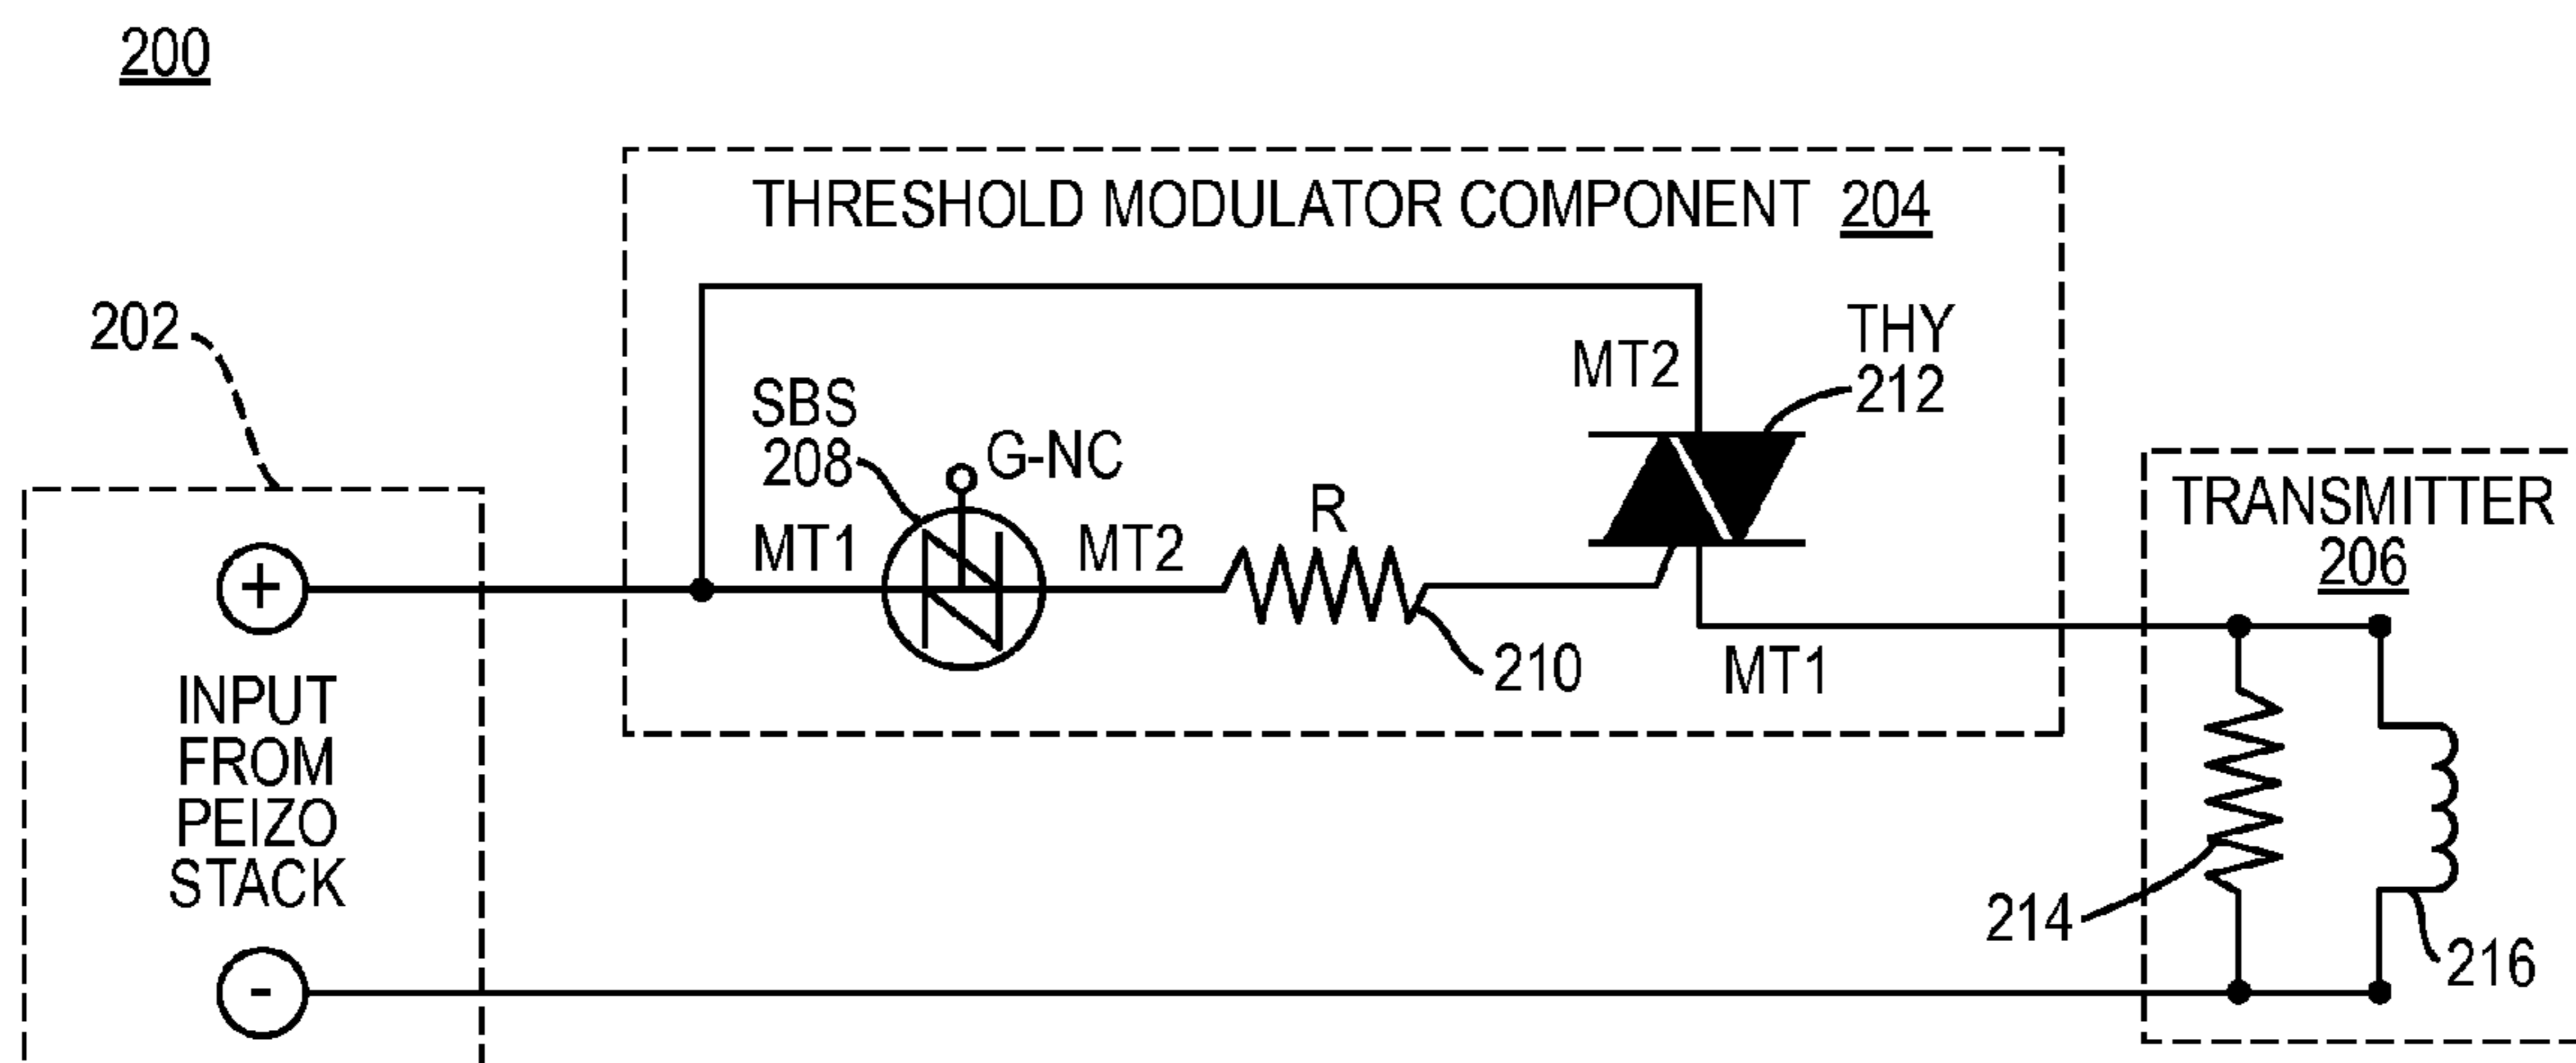 200
THRESHOLD MODULATOR COMPONENT 204
202
THY
212
MT2
SBS
208
G-NC
MT1
MT2
R
210
MT1
TRANSMITTER
206
+
INPUT
FROM
PEIZO
STACK
-
214
216